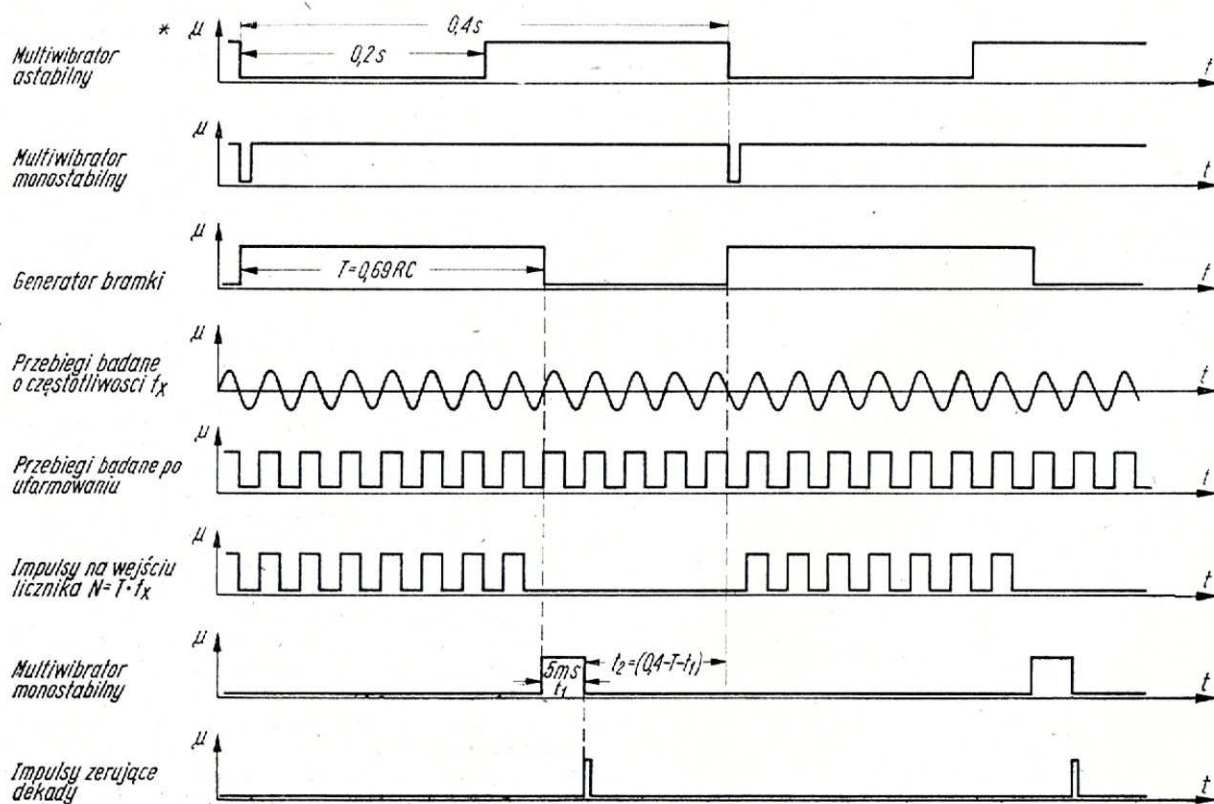 * μ
0,4s
0,2s
Multiwibrator
astabilny
t
μ
Multiwibrator
monostabilny
t
μ
T=0,69RC
Generator bramki
t
μ
Przebiegi badane
o częstotliwosci fx
t
μ
Przebiegi badane po
uformowaniu
t
μ
Impulsy na wejściu
licznika N=T·fx
t
μ
Multiwibrator
monostabilny
5ms
t1
t2=(0,4-T-t1)
t
μ
Impulsy zerujące
dekady
t